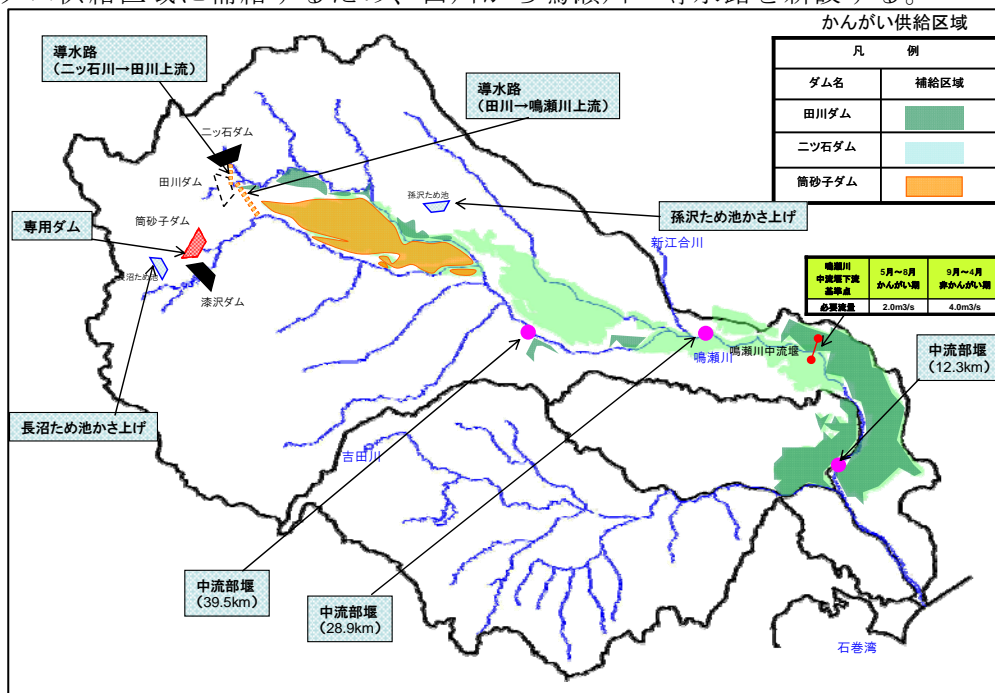 かんがい供給区域
凡 例
ダム名 補給区域
田川ダム
二ツ石ダム
筒砂子ダム
導水路
(二ッ石川→田川上流)
導水路
(田川→鳴瀬川上流)
二ッ石ダム
田川ダム
孫沢ため池
孫沢ため池かさ上げ
筒砂子ダム
専用ダム
新江合川
長沼ため池
漆沢ダム
鳴瀬川
中流堰下流
基準点
5月~8月
かんがい期
9月~4月
非かんがい期
必要流量 2.0m3/s 4.0m3/s
鳴瀬川中流堰
鳴瀬川
中流部堰
(12.3km)
長沼ため池かさ上げ
吉田川
中流部堰
(39.5km)
中流部堰
(28.9km)
石巻湾